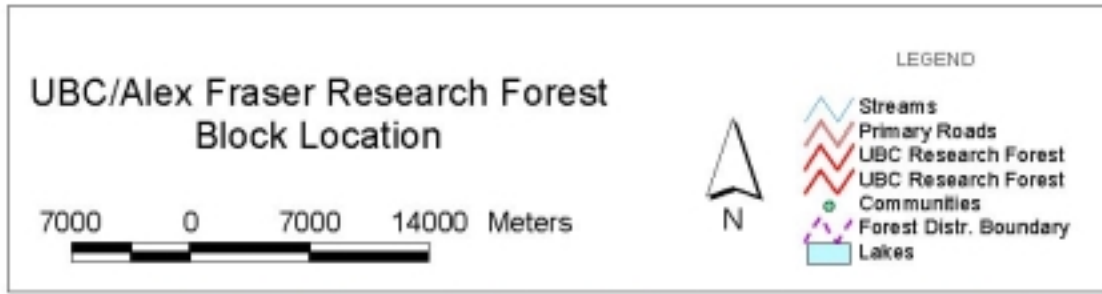 UBC/Alex Fraser Research Forest
Block Location
7000 0 7000 14000 Meters
N
LEGEND
Streams
Primary Roads
UBC Research Forest
UBC Research Forest
Communities
Forest Distr. Boundary
Lakes